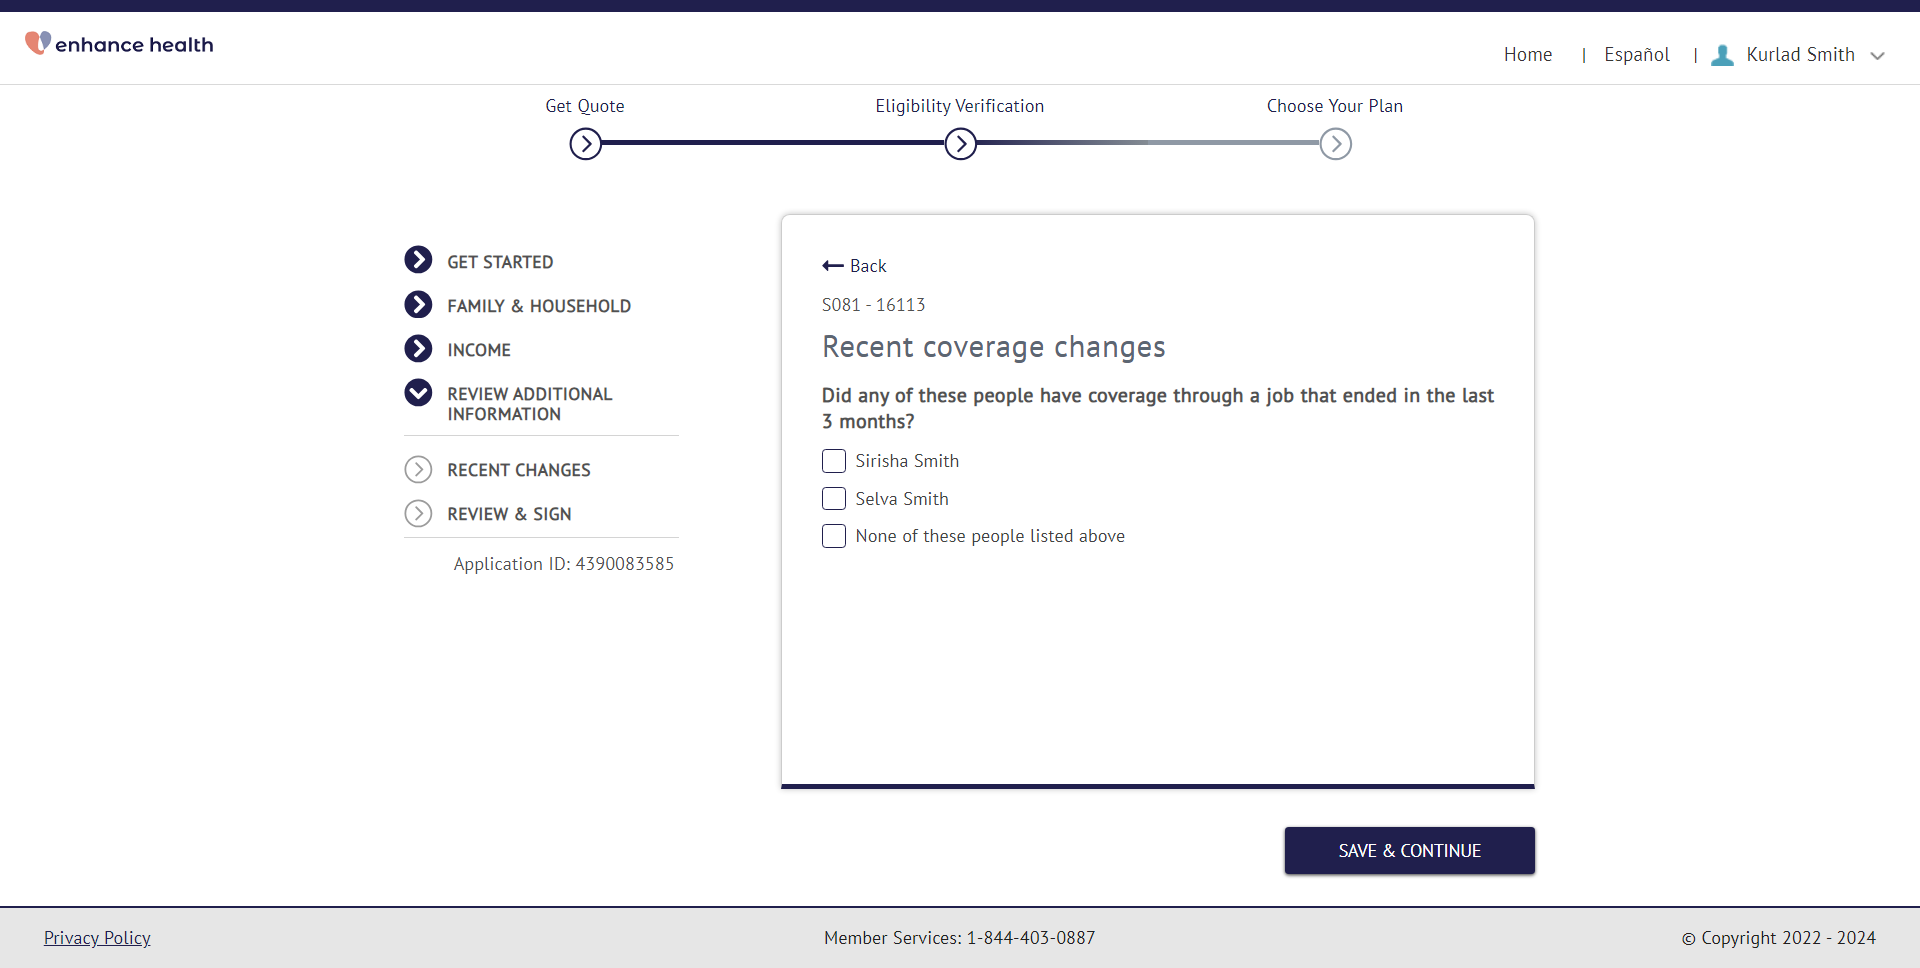 enhance health
Home | Español | Kurlad Smith
Get Quote
Eligibility Verification
Choose Your Plan
GET STARTED
FAMILY & HOUSEHOLD
INCOME
REVIEW ADDITIONAL
INFORMATION
RECENT CHANGES
REVIEW & SIGN
Application ID: 4390083585
Back
S081 - 16113
Recent coverage changes
Did any of these people have coverage through a job that ended in the last
3 months?
Sirisha Smith
Selva Smith
None of these people listed above
SAVE & CONTINUE
Privacy Policy
Member Services: 1-844-403-0887
© Copyright 2022 - 2024